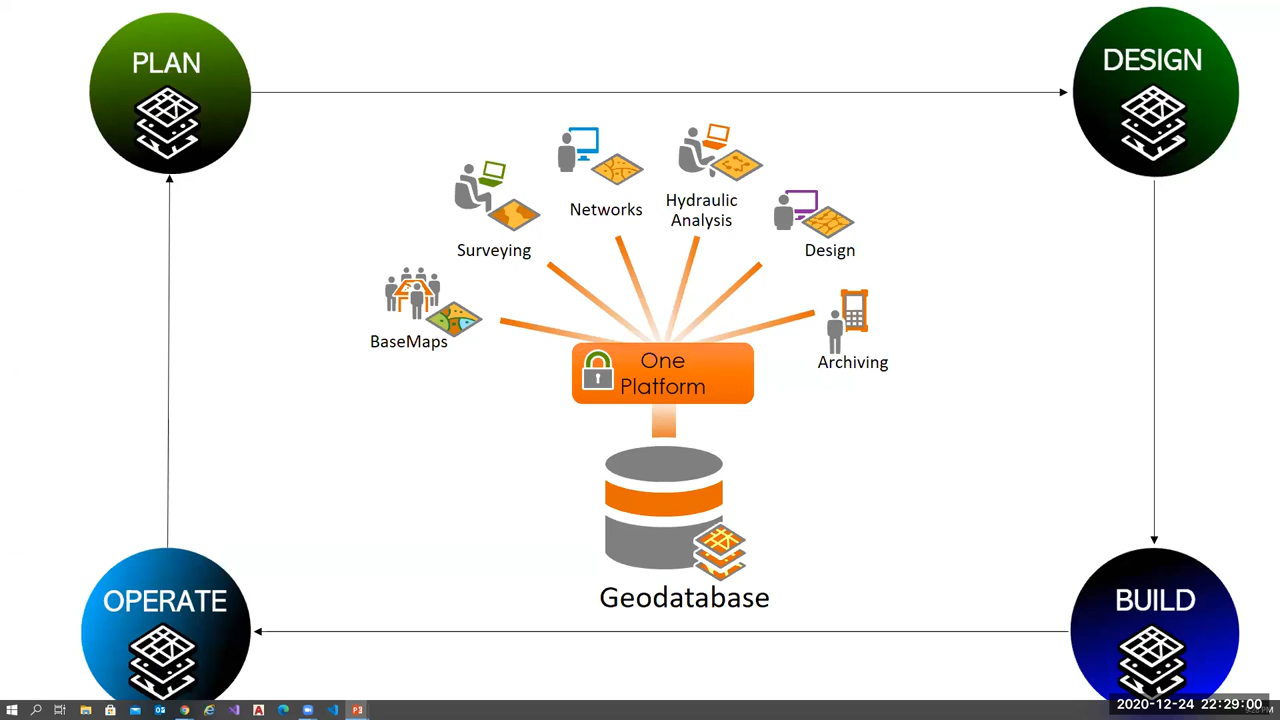 PLAN
DESIGN
Networks
Hydraulic
Analysis
Surveying
Design
BaseMaps
Archiving
One
Platform
Geodatabase
OPERATE
BUILD
2020-12-24 22:29:00